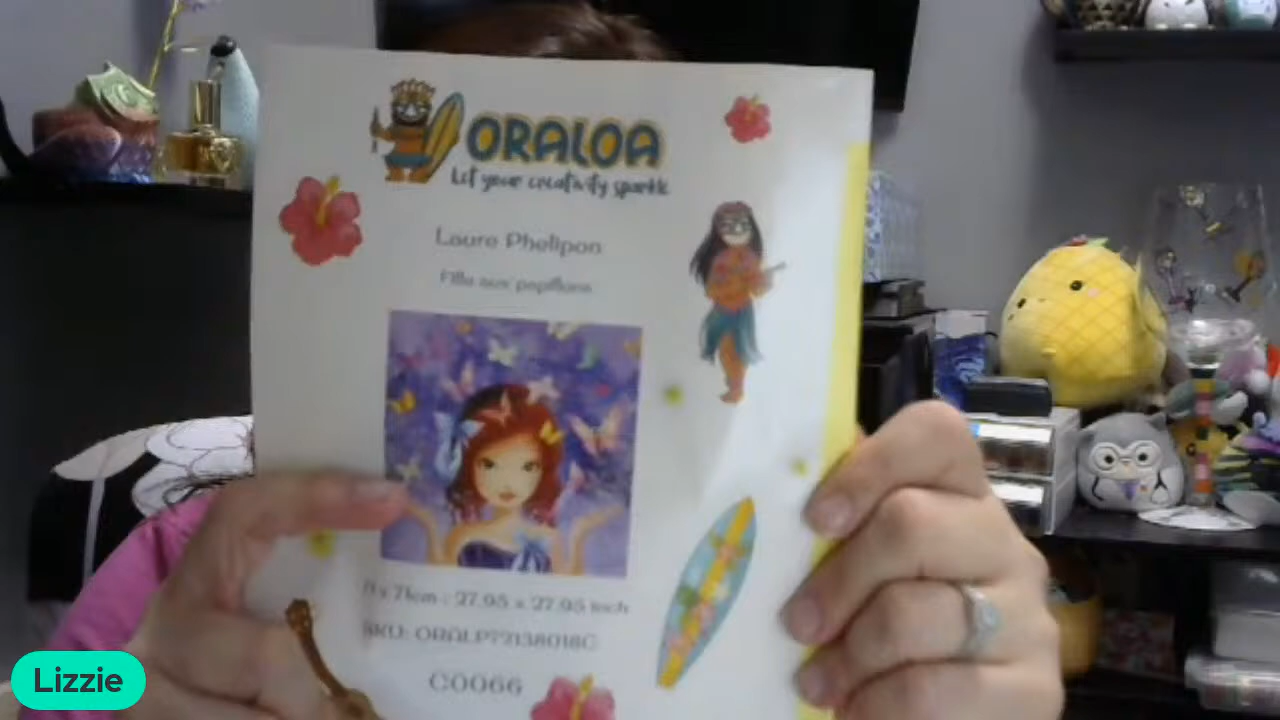 ORALOA
Let your creativity sparkle
Laure Phelipon
Fille aux papillons
71 x 71cm : 27.95 x 27.95 inch
SKU:
C0066
Lizzie